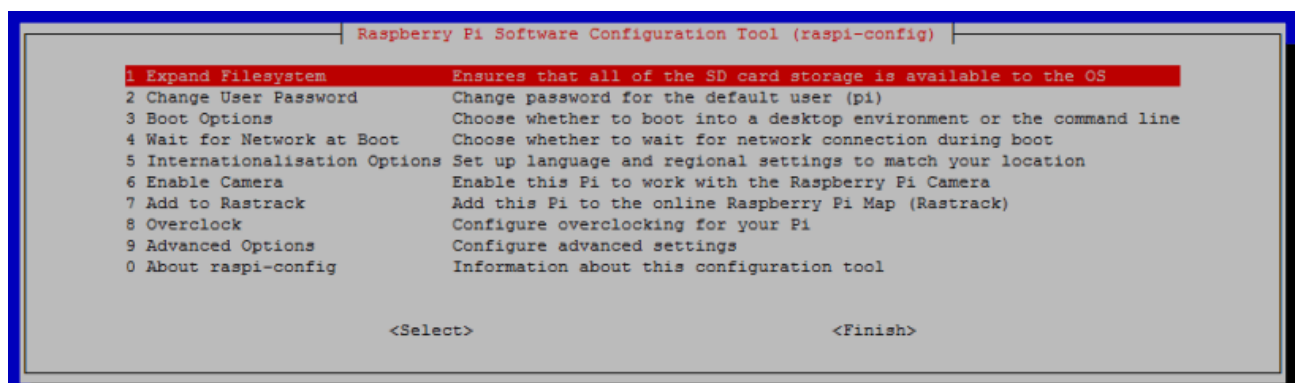 Raspberry Pi Software Configuration Tool (raspi-config)
1 Expand Filesystem Ensures that all of the SD card storage is available to the OS
2 Change User Password Change password for the default user (pi)
3 Boot Options Choose whether to boot into a desktop environment or the command line
4 Wait for Network at Boot Choose whether to wait for network connection during boot
5 Internationalisation Options Set up language and regional settings to match your location
6 Enable Camera Enable this Pi to work with the Raspberry Pi Camera
7 Add to Rastrack Add this Pi to the online Raspberry Pi Map (Rastrack)
8 Overclock Configure overclocking for your Pi
9 Advanced Options Configure advanced settings
0 About raspi-config Information about this configuration tool
<Select> <Finish>